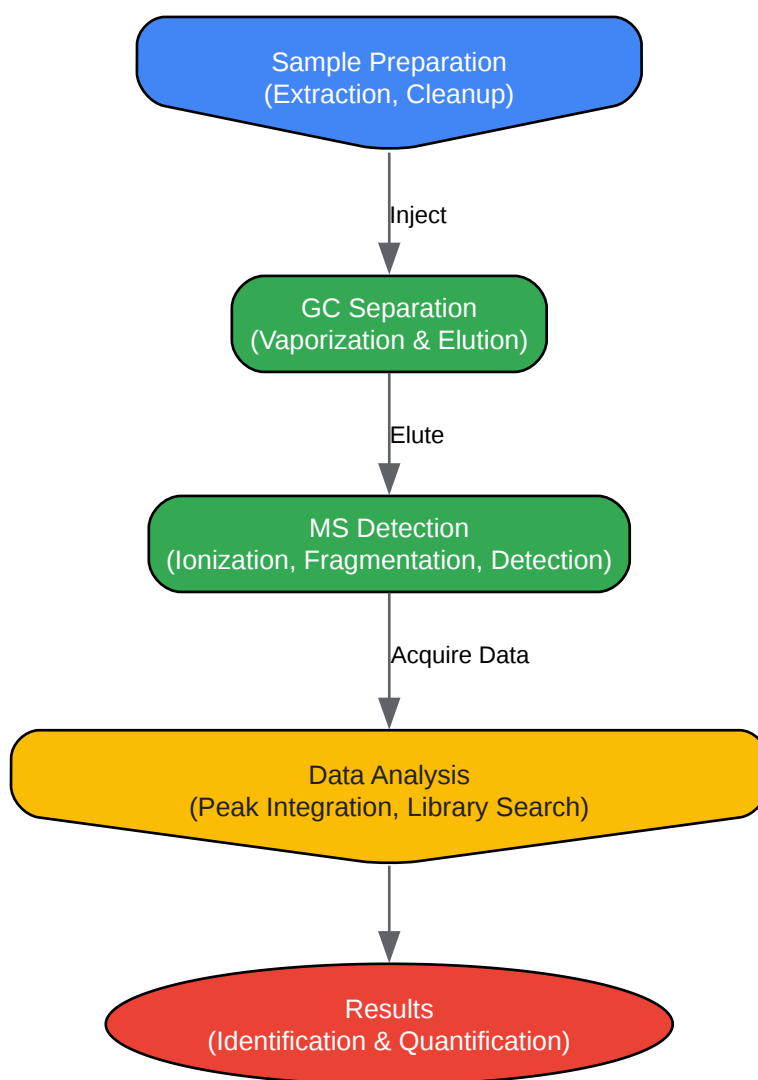 Sample Preparation
(Extraction, Cleanup)
Inject
GC Separation
(Vaporization & Elution)
Elute
MS Detection
(Ionization, Fragmentation, Detection)
Acquire Data
Data Analysis
(Peak Integration, Library Search)
Results
(Identification & Quantification)